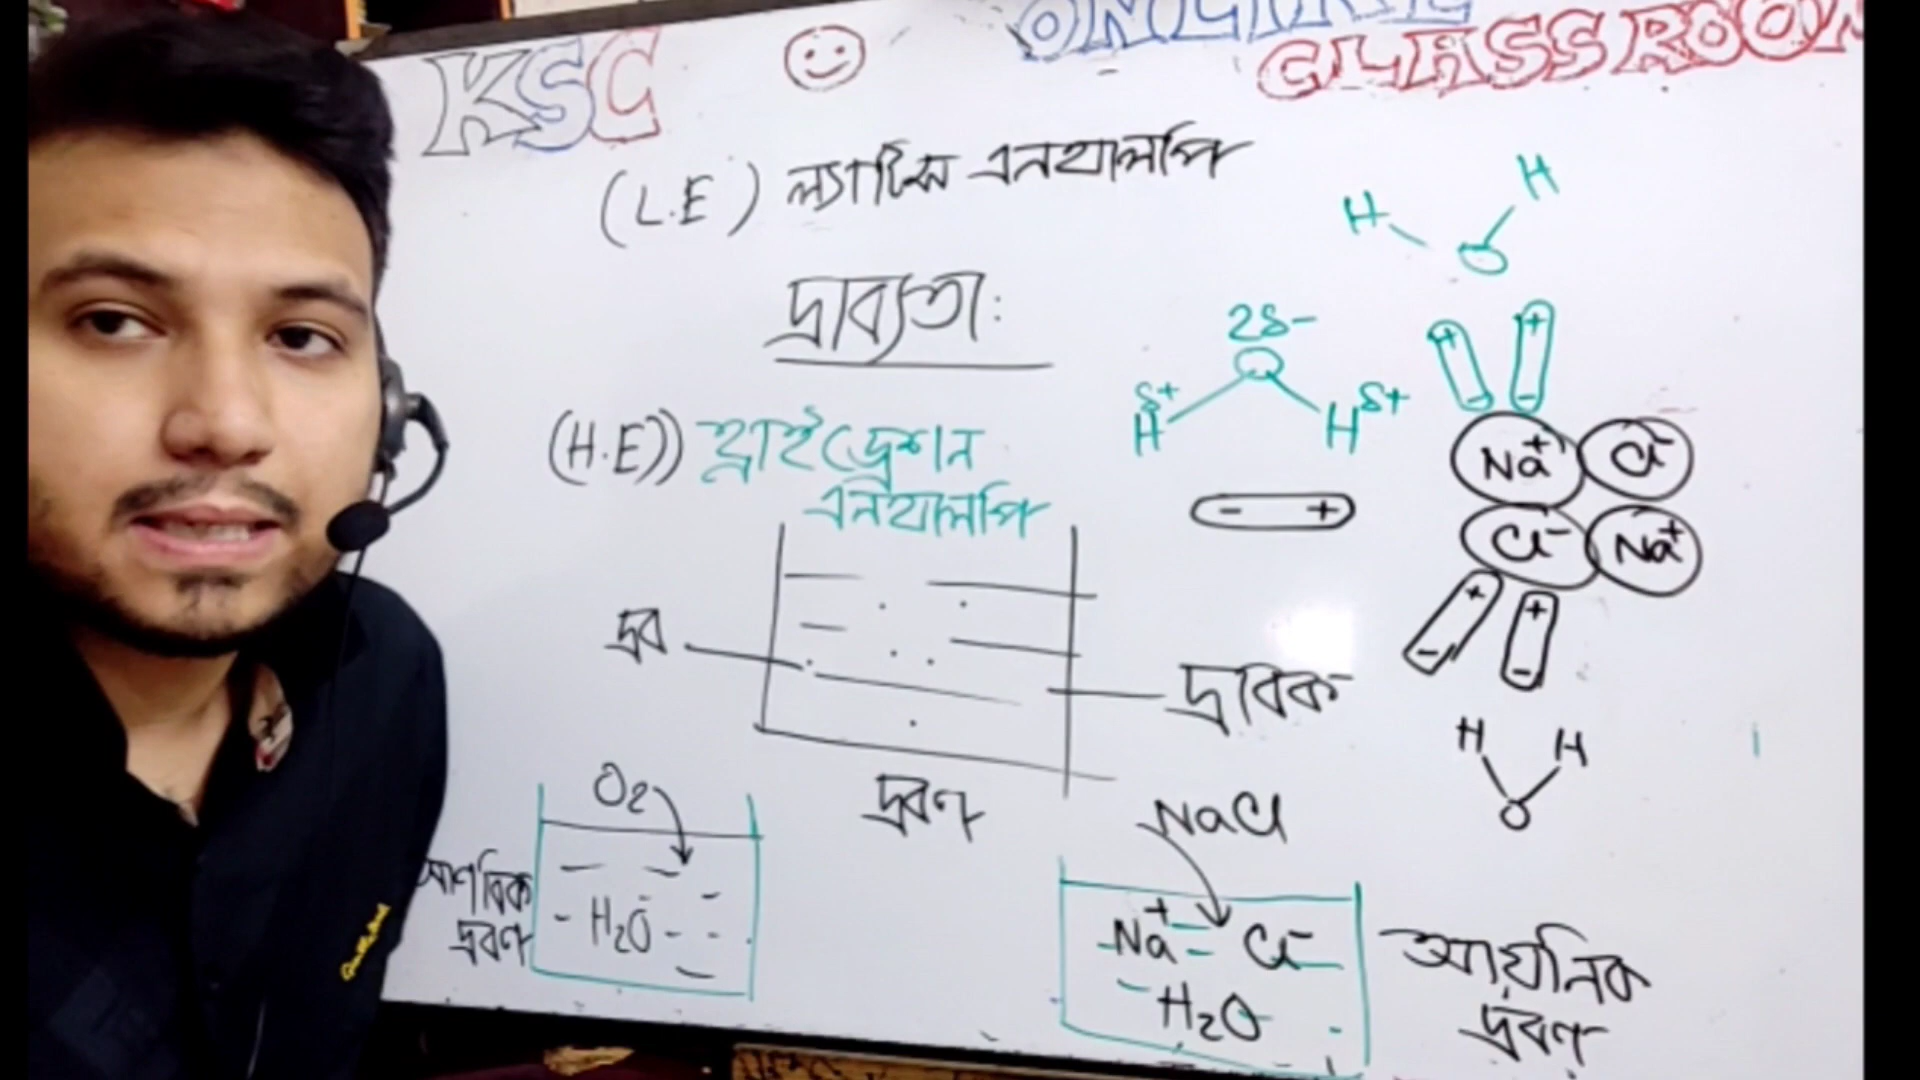 KSC
ONLINE
CLASS ROOM
(L.E) ল্যাটিস এনথালপি
দ্রাব্যতা:
(H.E)) হাইড্রেশন
এনথালপি
H H
O
2δ-
O
δ+ δ+
H H
- +
+ +
- -
Na+ Cl-
Cl- Na+
+ +
- -
H H
O
দ্রব
দ্রাবক
দ্রবণ
O2
H2O
আণবিক
দ্রবণ
NaCl
Na+ Cl-
H2O
আয়নিক
দ্রবণ